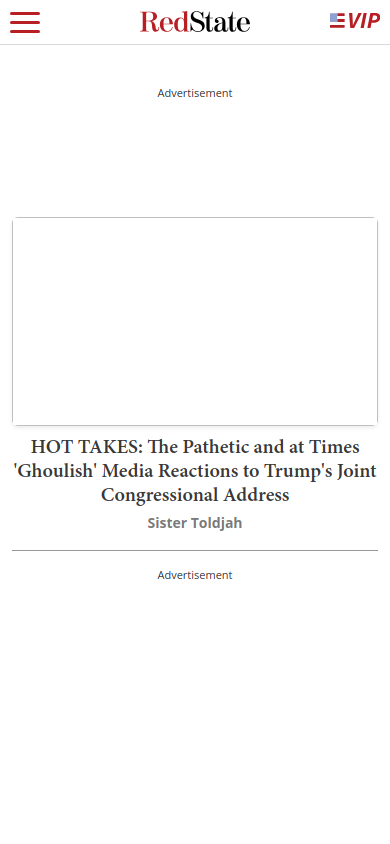 RedState
VIP
Advertisement
HOT TAKES: The Pathetic and at Times
'Ghoulish' Media Reactions to Trump's Joint
Congressional Address
Sister Toldjah
Advertisement